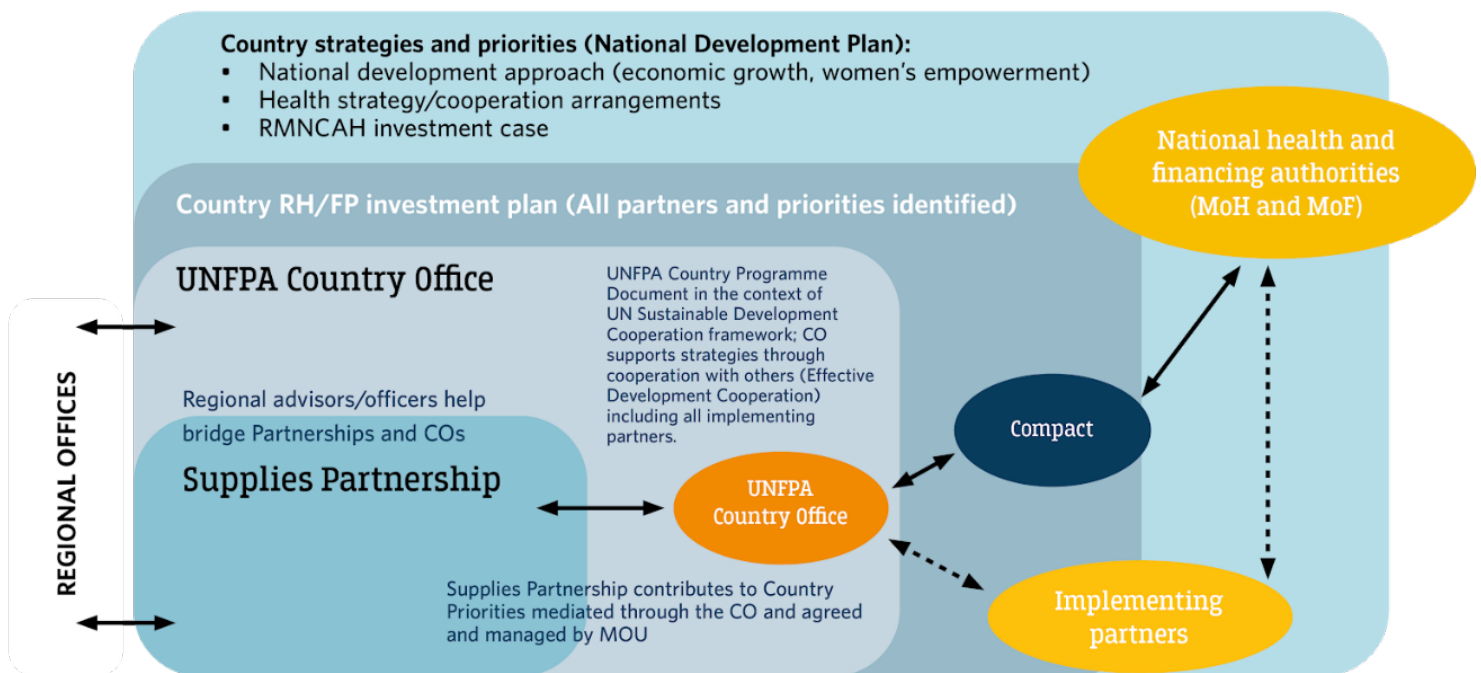 Country strategies and priorities (National Development Plan):
▪ National development approach (economic growth, women’s empowerment)
▪ Health strategy/cooperation arrangements
▪ RMNCAH investment case
National health and
financing authorities
(MoH and MoF)
Country RH/FP investment plan (All partners and priorities identified)
UNFPA Country Office
UNFPA Country Programme
Document in the context of
UN Sustainable Development
Cooperation framework; CO
supports strategies through
cooperation with others (Effective
Development Cooperation)
including all implementing
partners.
REGIONAL OFFICES
Regional advisors/officers help
bridge Partnerships and COs
Supplies Partnership
Compact
UNFPA
Country Office
Supplies Partnership contributes to Country
Priorities mediated through the CO and agreed
and managed by MOU
Implementing
partners